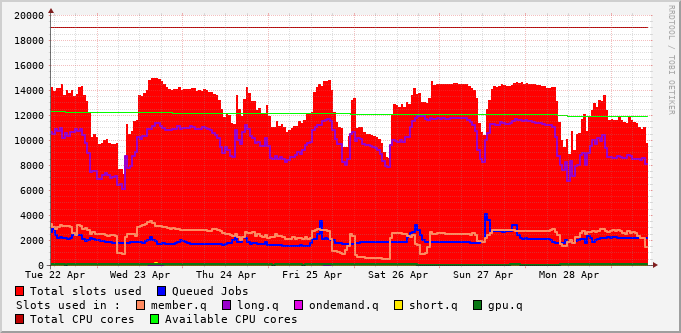 20000
18000
16000
14000
12000
10000
8000
6000
4000
2000
0
Tue 22 Apr Wed 23 Apr Thu 24 Apr Fri 25 Apr Sat 26 Apr Sun 27 Apr Mon 28 Apr
Total slots used Queued Jobs
Slots used in : member.q long.q ondemand.q short.q gpu.q
Total CPU cores Available CPU cores
RRDTOOL / TOBI OETIKER